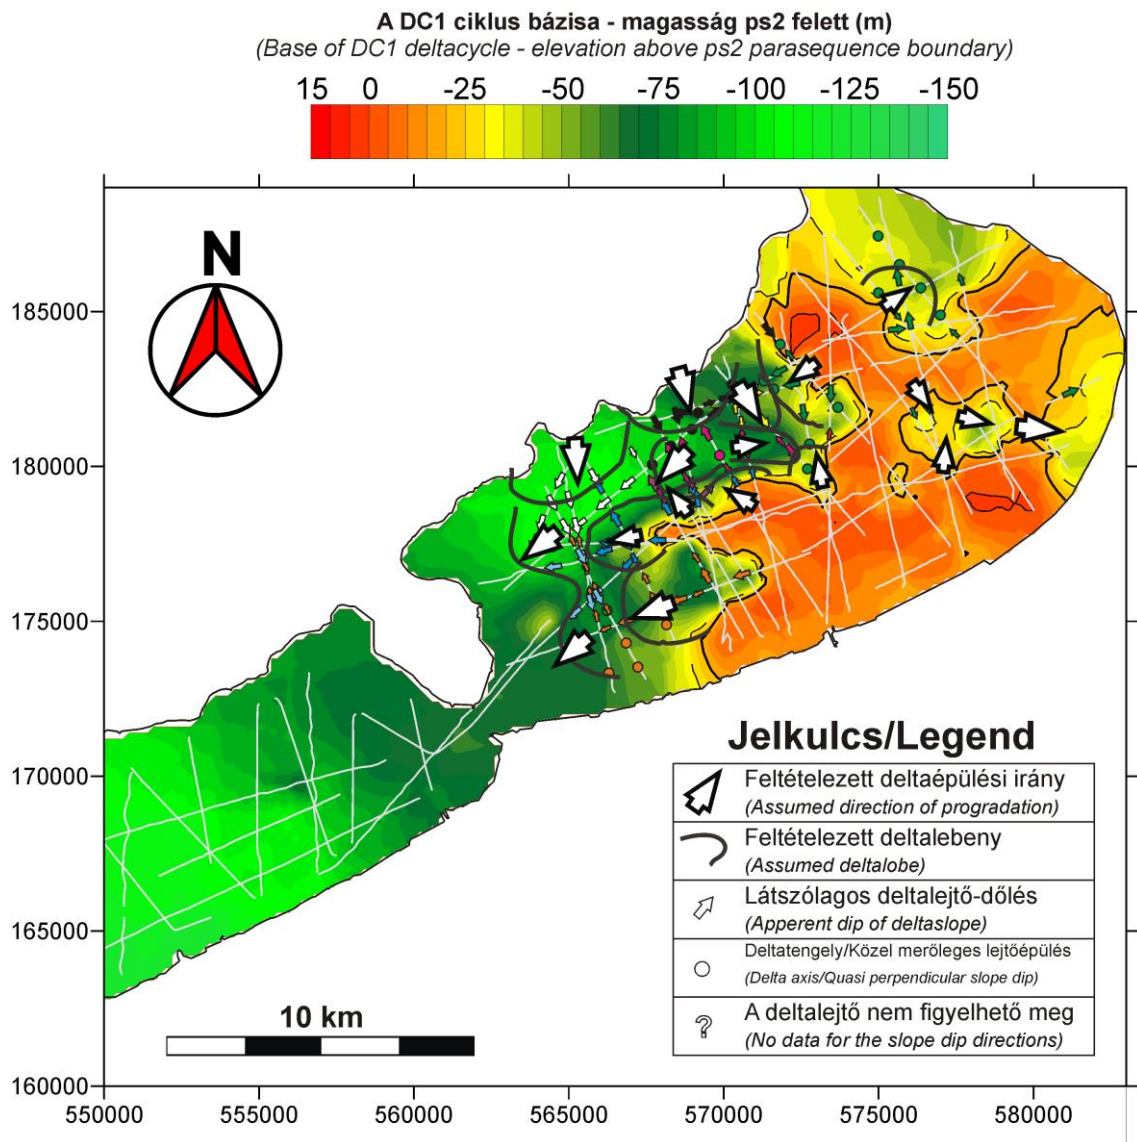 A DC1 ciklus bázisa - magasság ps2 felett (m)
(Base of DC1 deltacycle - elevation above ps2 parasequence boundary)
15 0 -25 -50 -75 -100 -125 -150
N
185000
180000
175000
170000
165000
160000
550000 555000 560000 565000 570000 575000 580000
10 km
Jelkulcs/Legend
Feltételezett deltaépülési irány
(Assumed direction of progradation)
Feltételezett deltalebeny
(Assumed deltalobe)
Látszólagos deltalejtő-dőlés
(Apperent dip of deltaslope)
Deltatengely/Közel merőleges lejtőépülés
(Delta axis/Quasi perpendicular slope dip)
?
A deltalejtő nem figyelhető meg
(No data for the slope dip directions)